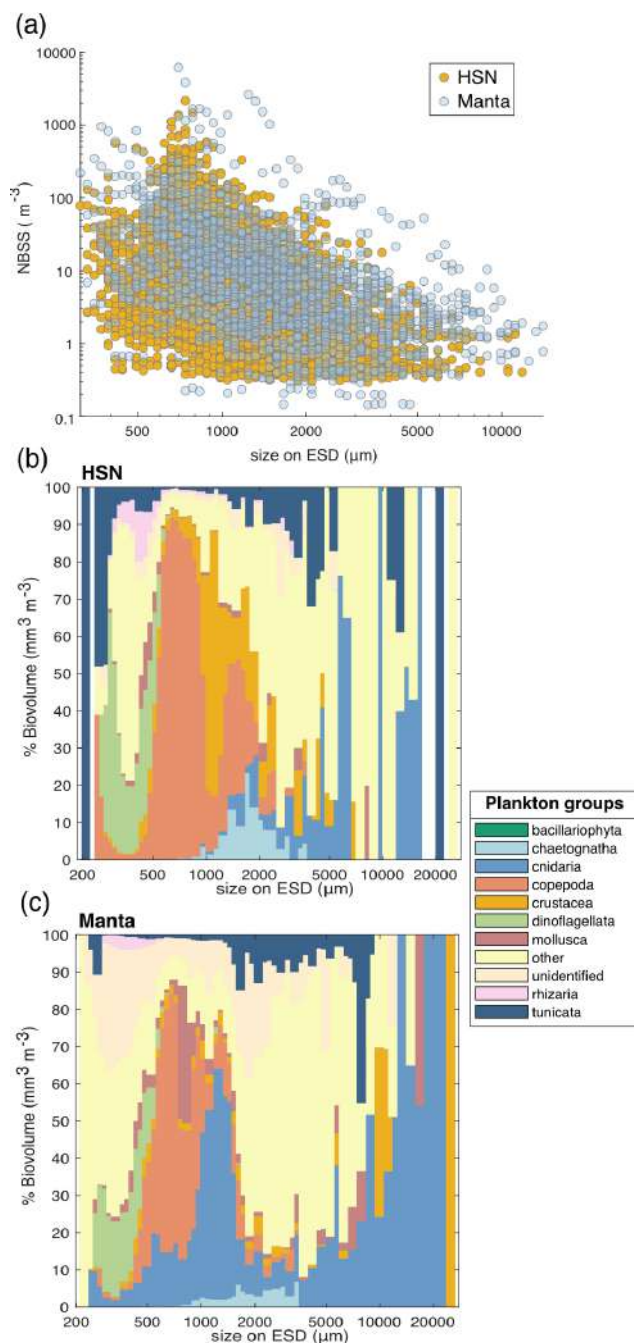 (a)
10000
1000
100
10
1
0.1
NBSS ( m⁻³)
HSN
Manta
500 1000 2000 5000 10000
size on ESD (µm)
(b)
HSN
100
90
80
70
60
50
40
30
20
10
0
% Biovolume (mm³ m⁻³)
200 500 1000 2000 5000 10000 20000
size on ESD (µm)
Plankton groups
bacillariophyta
chaetognatha
cnidaria
copepoda
crustacea
dinoflagellata
mollusca
other
unidentified
rhizaria
tunicata
(c)
Manta
100
90
80
70
60
50
40
30
20
10
0
% Biovolume (mm³ m⁻³)
200 500 1000 2000 5000 10000 20000
size on ESD (µm)